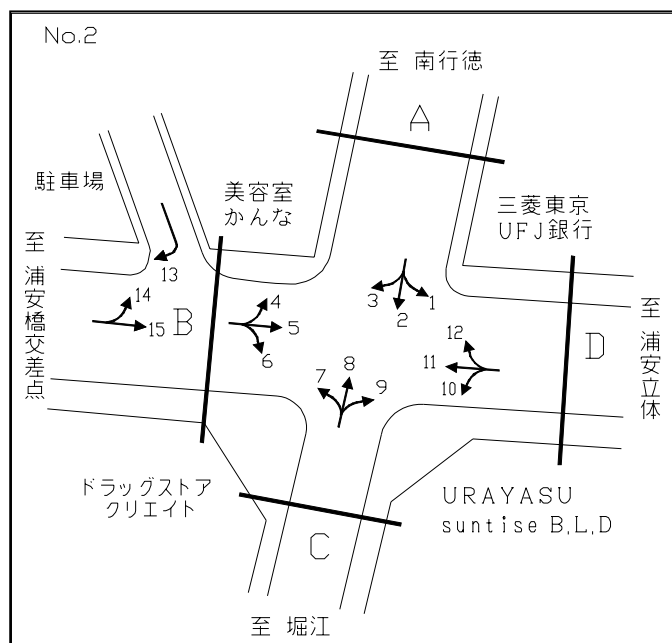 No.2
至 南行徳
A
駐車場
美容室
かんな
三菱東京
UFJ銀行
至 浦安橋交差点
13
14
15
B
4
5
6
3
2
1
12
11
10
D
至 浦安立体
7
8
9
ドラッグストア
クリエイト
URAYASU
suntise B,L,D
C
至 堀江